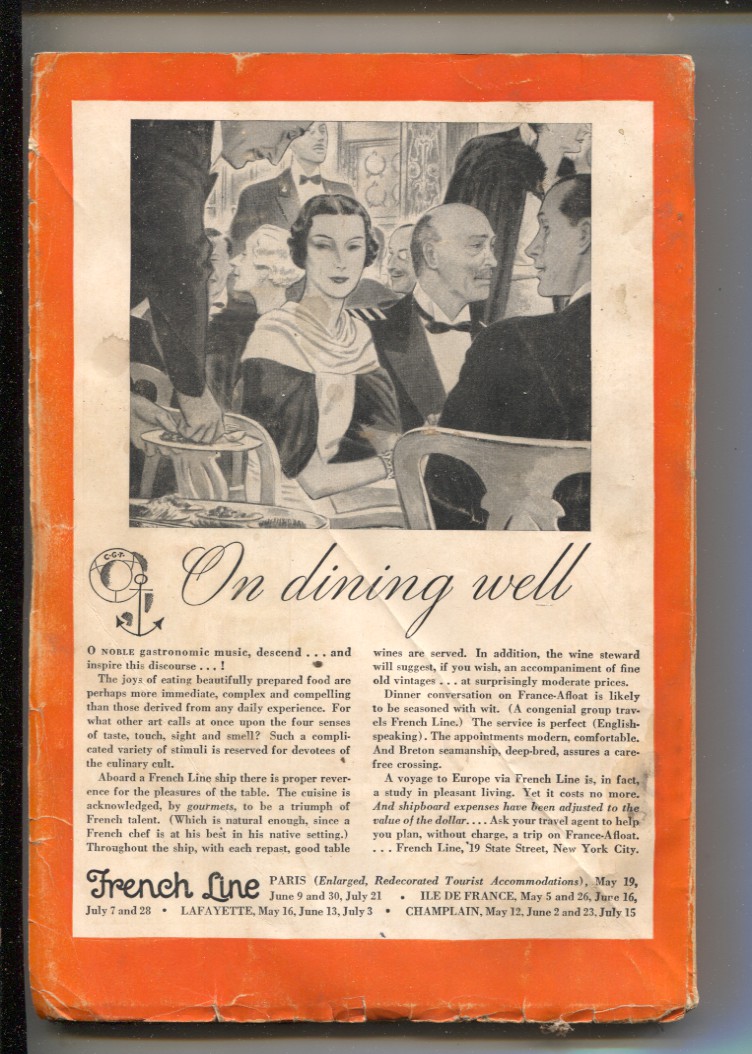 C.G.T.
On dining well
O NOBLE gastronomic music, descend . . . and
inspire this discourse . . . !
The joys of eating beautifully prepared food are
perhaps more immediate, complex and compelling
than those derived from any daily experience. For
what other art calls at once upon the four senses
of taste, touch, sight and smell? Such a compli-
cated variety of stimuli is reserved for devotees of
the culinary cult.
Aboard a French Line ship there is proper rever-
ence for the pleasures of the table. The cuisine is
acknowledged, by gourmets, to be a triumph of
French talent. (Which is natural enough, since a
French chef is at his best in his native setting.)
Throughout the ship, with each repast, good table
wines are served. In addition, the wine steward
will suggest, if you wish, an accompaniment of fine
old vintages . . . at surprisingly moderate prices.
Dinner conversation on France-Afloat is likely
to be seasoned with wit. (A congenial group trav-
els French Line.) The service is perfect (English-
speaking). The appointments modern, comfortable.
And Breton seamanship, deep-bred, assures a care-
free crossing.
A voyage to Europe via French Line is, in fact,
a study in pleasant living. Yet it costs no more.
And shipboard expenses have been adjusted to the
value of the dollar. . . . Ask your travel agent to help
you plan, without charge, a trip on France-Afloat.
. . . French Line, 19 State Street, New York City.
French Line PARIS (Enlarged, Redecorated Tourist Accommodations), May 19,
June 9 and 30, July 21 • ILE DE FRANCE, May 5 and 26, June 16,
July 7 and 28 • LAFAYETTE, May 16, June 13, July 3 • CHAMPLAIN, May 12, June 2 and 23, July 15